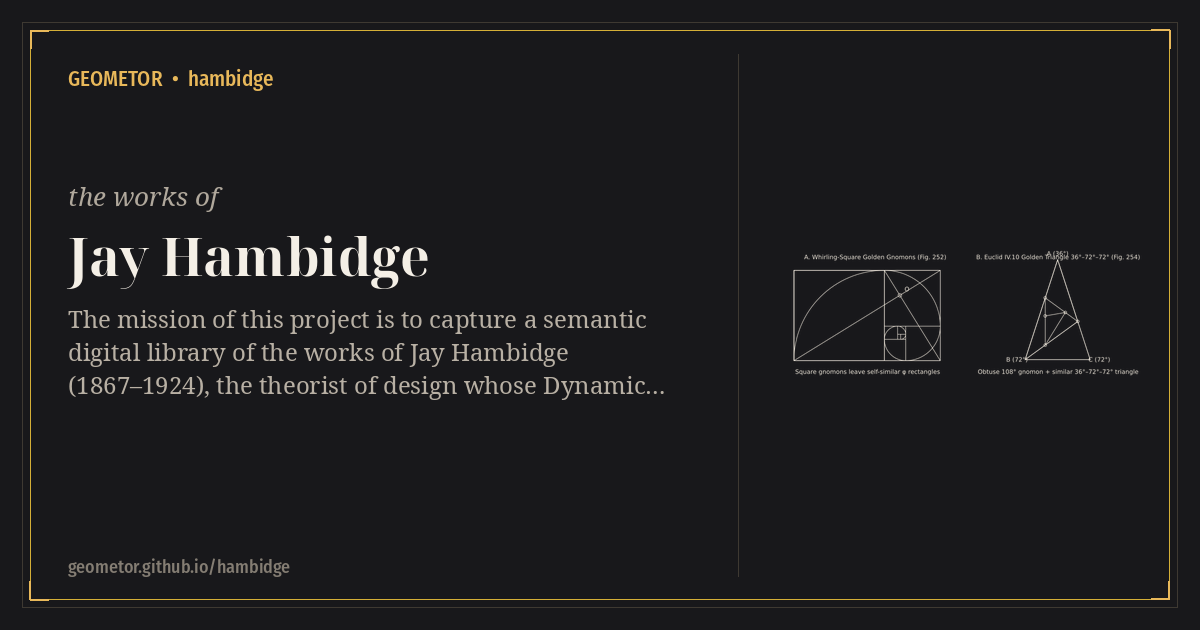 GEOMETOR • hambidge
the works of
Jay Hambidge
The mission of this project is to capture a semantic
digital library of the works of Jay Hambidge
(1867–1924), the theorist of design whose Dynamic…
geometor.github.io/hambidge
A. Whirling-Square Golden Gnomons (Fig. 252)
O
Square gnomons leave self-similar φ rectangles
A (36°)
B. Euclid IV.10 Golden Triangle 36°–72°–72° (Fig. 254)
B (72°)
C (72°)
Obtuse 108° gnomon + similar 36°–72°–72° triangle